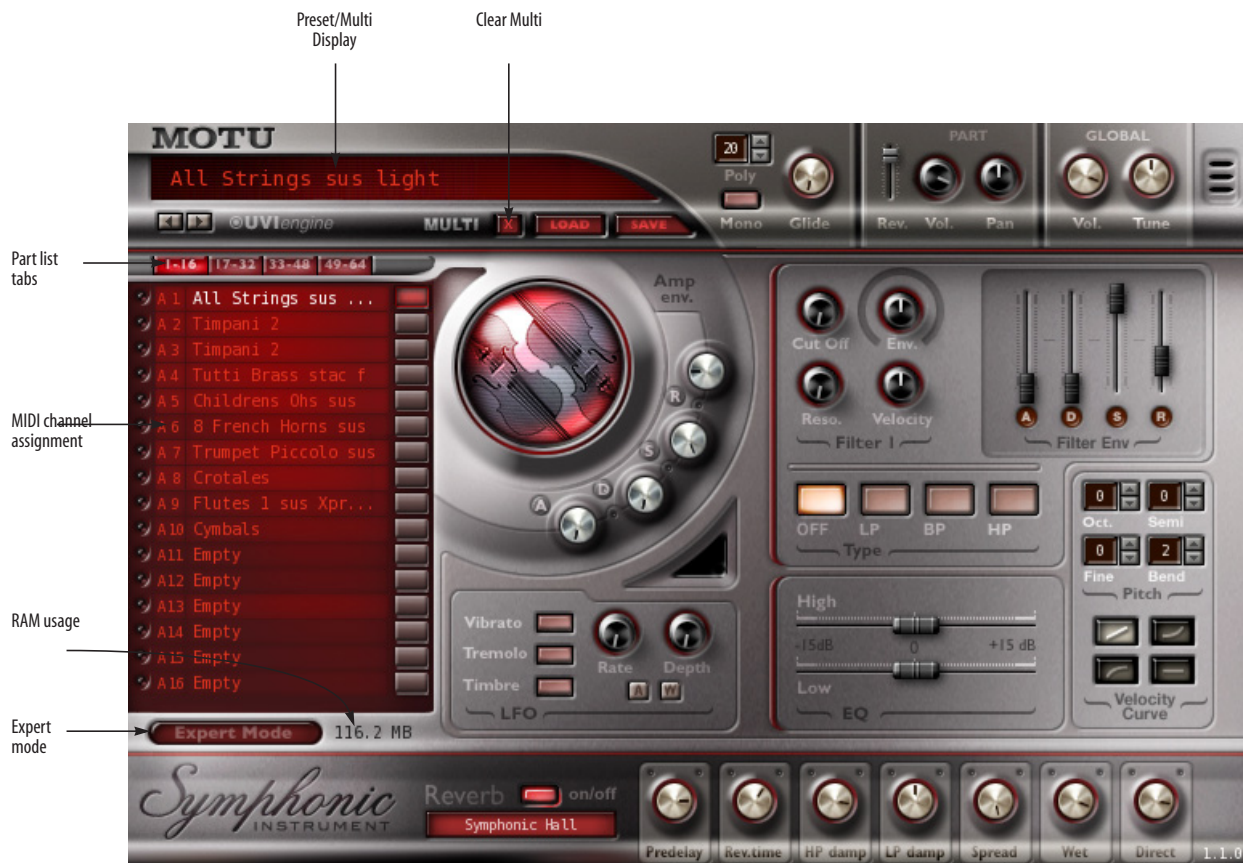 Preset/Multi
Display
Clear Multi
MOTU
All Strings sus light
UVIengine
MULTI X LOAD SAVE
20
Poly
Mono
Glide
PART
Rev. Vol. Pan
GLOBAL
Vol. Tune
Part list
tabs
1-16 17-32 33-48 49-64
A 1 All Strings sus ...
A 2 Timpani 2
A 3 Timpani 2
A 4 Tutti Brass stac f
A 5 Childrens Ohs sus
MIDI channel
assignment
A 6 8 French Horns sus
A 7 Trumpet Piccolo sus
A 8 Crotales
A 9 Flutes 1 sus Xpr...
A10 Cymbals
A11 Empty
A12 Empty
A13 Empty
A14 Empty
A15 Empty
A16 Empty
RAM usage
Expert
mode
Expert Mode 116.2 MB
Amp
env.
R
S
D
A
Cut Off Env.
Reso. Velocity
Filter 1
A D S R
Filter Env
OFF LP BP HP
Type
0 0
Oct. Semi
0 2
Fine Bend
Pitch
Velocity
Curve
High
-15dB 0 +15 dB
Low
EQ
Vibrato
Tremolo
Timbre
Rate Depth
A W
LFO
Symphonic
INSTRUMENT
Reverb on/off
Symphonic Hall
Predelay Rev.time HP damp LP damp Spread Wet Direct 1.1.0